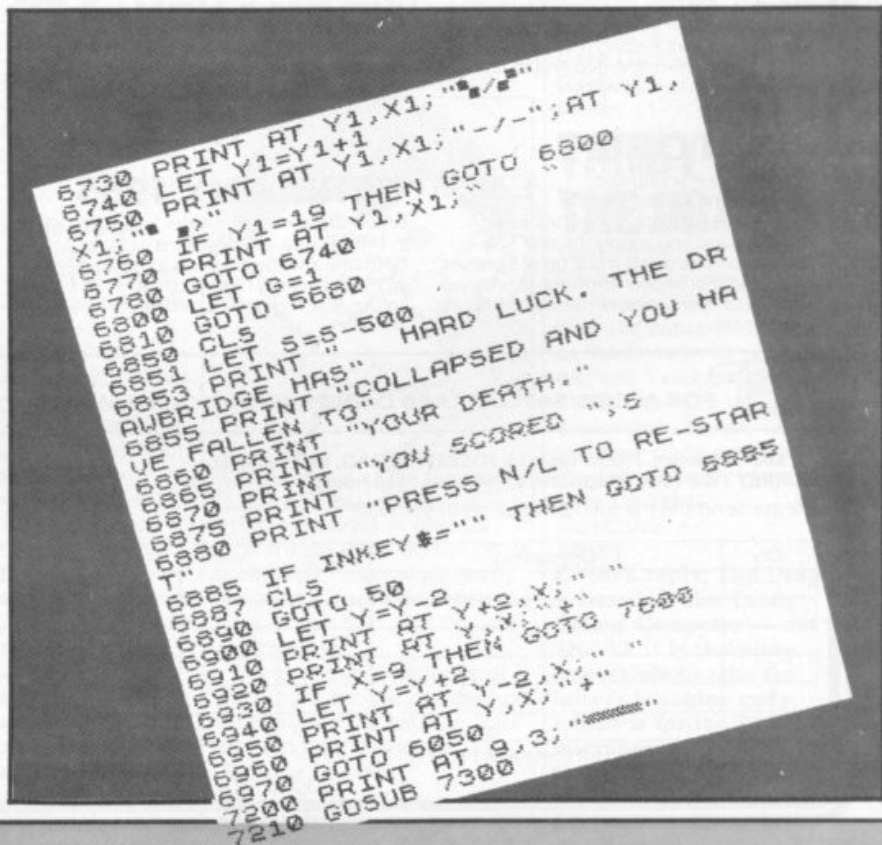 6730 PRINT AT Y1,X1;"▀▖/▗▀"
6740 LET Y1=Y1+1
6750 PRINT AT Y1,X1;"-/-";AT Y1,
X1;"■ ■>"
6760 IF Y1=19 THEN GOTO 6800
6770 PRINT AT Y1,X1;"   "
6780 GOTO 6740
6800 LET G=1
6810 GOTO 5680
6850 CLS
6851 LET S=S-500
6853 PRINT "   HARD LUCK. THE DR
AWBRIDGE HAS"
6855 PRINT "COLLAPSED AND YOU HA
VE FALLEN TO"
6860 PRINT "YOUR DEATH."
6865 PRINT
6870 PRINT "YOU SCORED ";S
6875 PRINT
6880 PRINT "PRESS N/L TO RE-STAR
T"
6885 IF INKEY$="" THEN GOTO 6885
6887 CLS
6890 GOTO 50
6900 LET Y=Y-2
6910 PRINT AT Y+2,X;" "
6920 PRINT AT Y,X;"+"
6930 IF X=9 THEN GOTO 7600
6940 LET Y=Y+2
6950 PRINT AT Y-2,X;" "
6960 PRINT AT Y,X;"+"
6970 GOTO 6050
7200 PRINT AT 9,3;"▒▒▒▒▒▒"
7210 GOSUB 7300